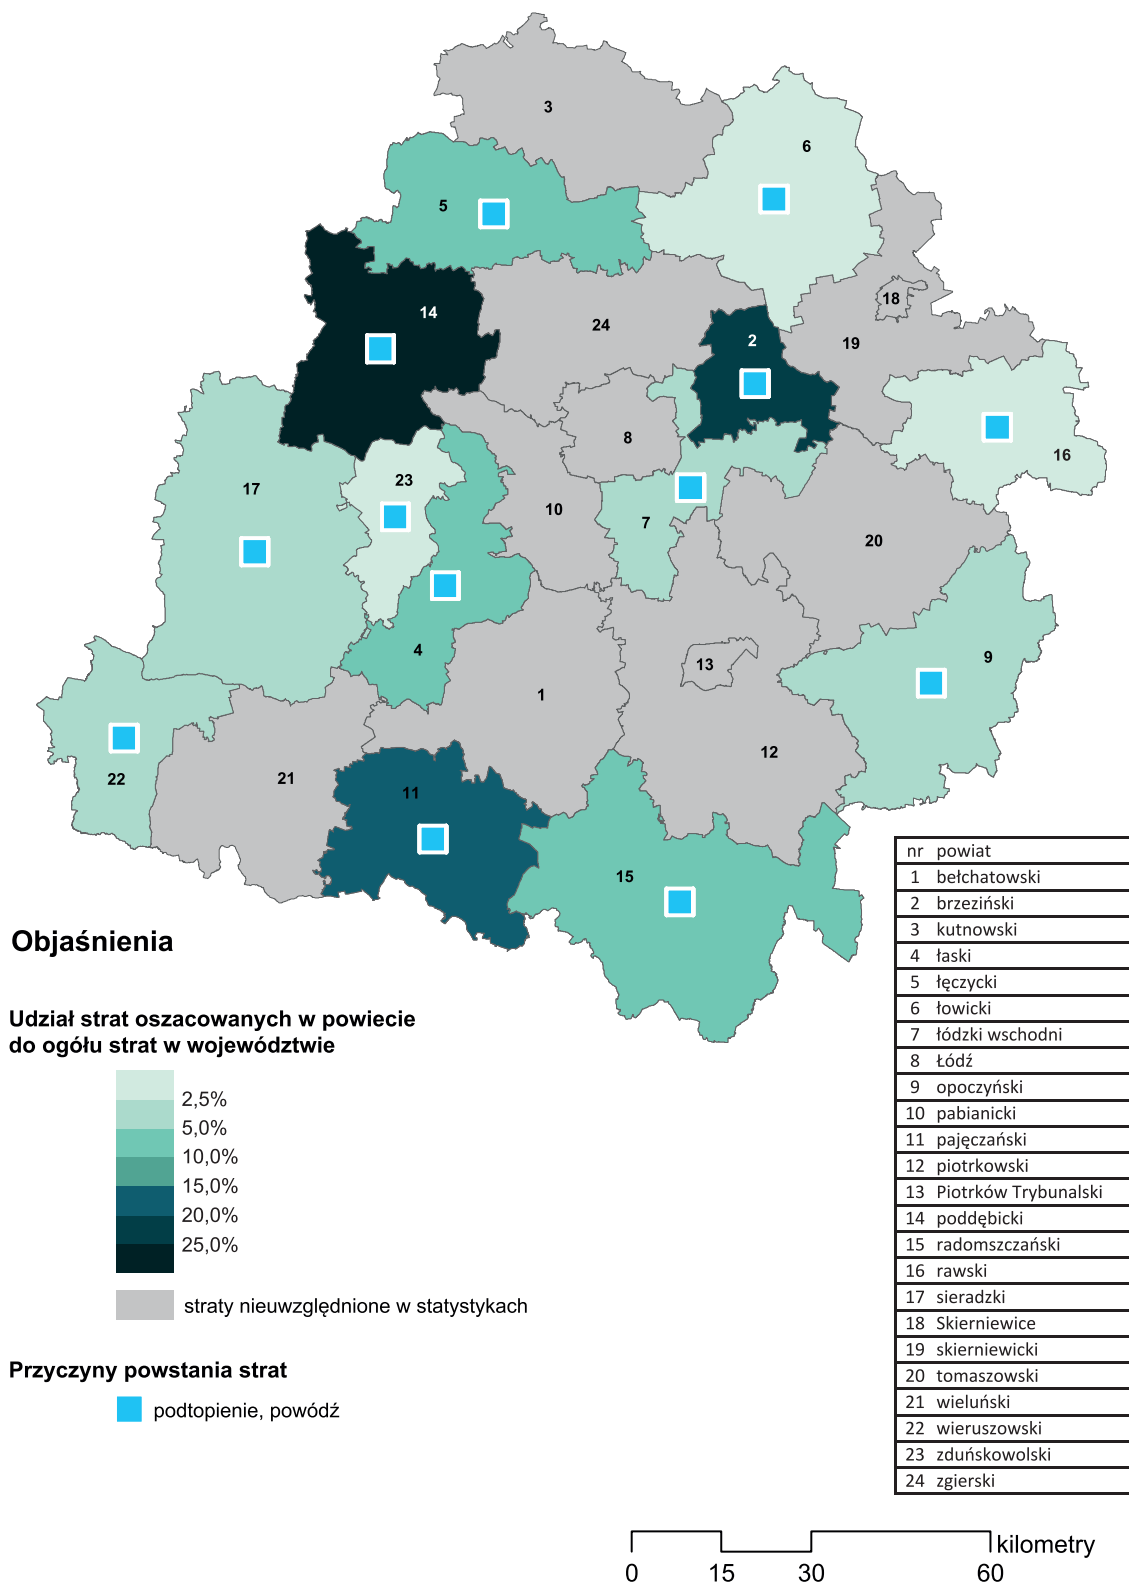 3
6
5
18
14
24
2
19
8
16
23
17
10
7
20
4
13
9
1
12
22
21
11
15
Objaśnienia
Udział strat oszacowanych w powiecie
do ogółu strat w województwie
2,5%
5,0%
10,0%
15,0%
20,0%
25,0%
straty nieuwzględnione w statystykach
Przyczyny powstania strat
podtopienie, powódź
nr powiat
1 bełchatowski
2 brzeziński
3 kutnowski
4 łaski
5 łęczycki
6 łowicki
7 łódzki wschodni
8 Łódź
9 opoczyński
10 pabianicki
11 pajęczański
12 piotrkowski
13 Piotrków Trybunalski
14 poddębicki
15 radomszczański
16 rawski
17 sieradzki
18 Skierniewice
19 skierniewicki
20 tomaszowski
21 wieluński
22 wieruszowski
23 zduńskowolski
24 zgierski
kilometry
0 15 30 60